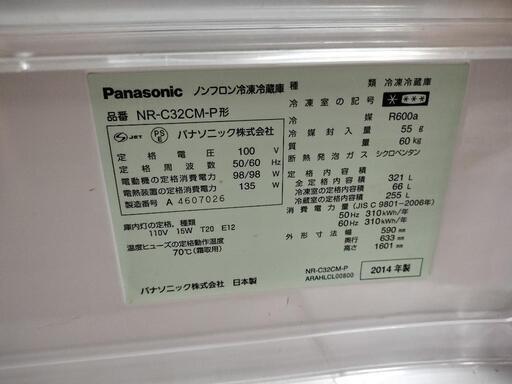 Panasonic ノンフロン冷凍冷蔵庫
品番 NR-C32CM-P形
S JET PS E パナソニック株式会社
定格電圧 100 V
定格周波数 50/60 Hz
電動機の定格消費電力 98/98 W
電熱装置の定格消費電力 135 W
製造番号 A 4607026
庫内灯の定格、種類
110V 15W T20 E12
温度ヒューズの定格動作温度
70℃(霜取用)
パナソニック株式会社 日本製
種類 冷凍冷蔵庫
冷凍室の記号
冷媒 R600a
冷媒封入量 55 g
質量 60 kg
断熱発泡ガス シクロペンタン
定格内容積
全定格内容積 321 L
冷凍室の定格内容積 66 L
冷蔵室の定格内容積 255 L
消費電力量(JIS C 9801-2006年)
50Hz 310kWh/年
60Hz 310kWh/年
外形寸法 幅 590 mm
奥行 633 mm
高さ 1601 mm
NR-C32CM-P
ARAHLCL00800
2014 年製